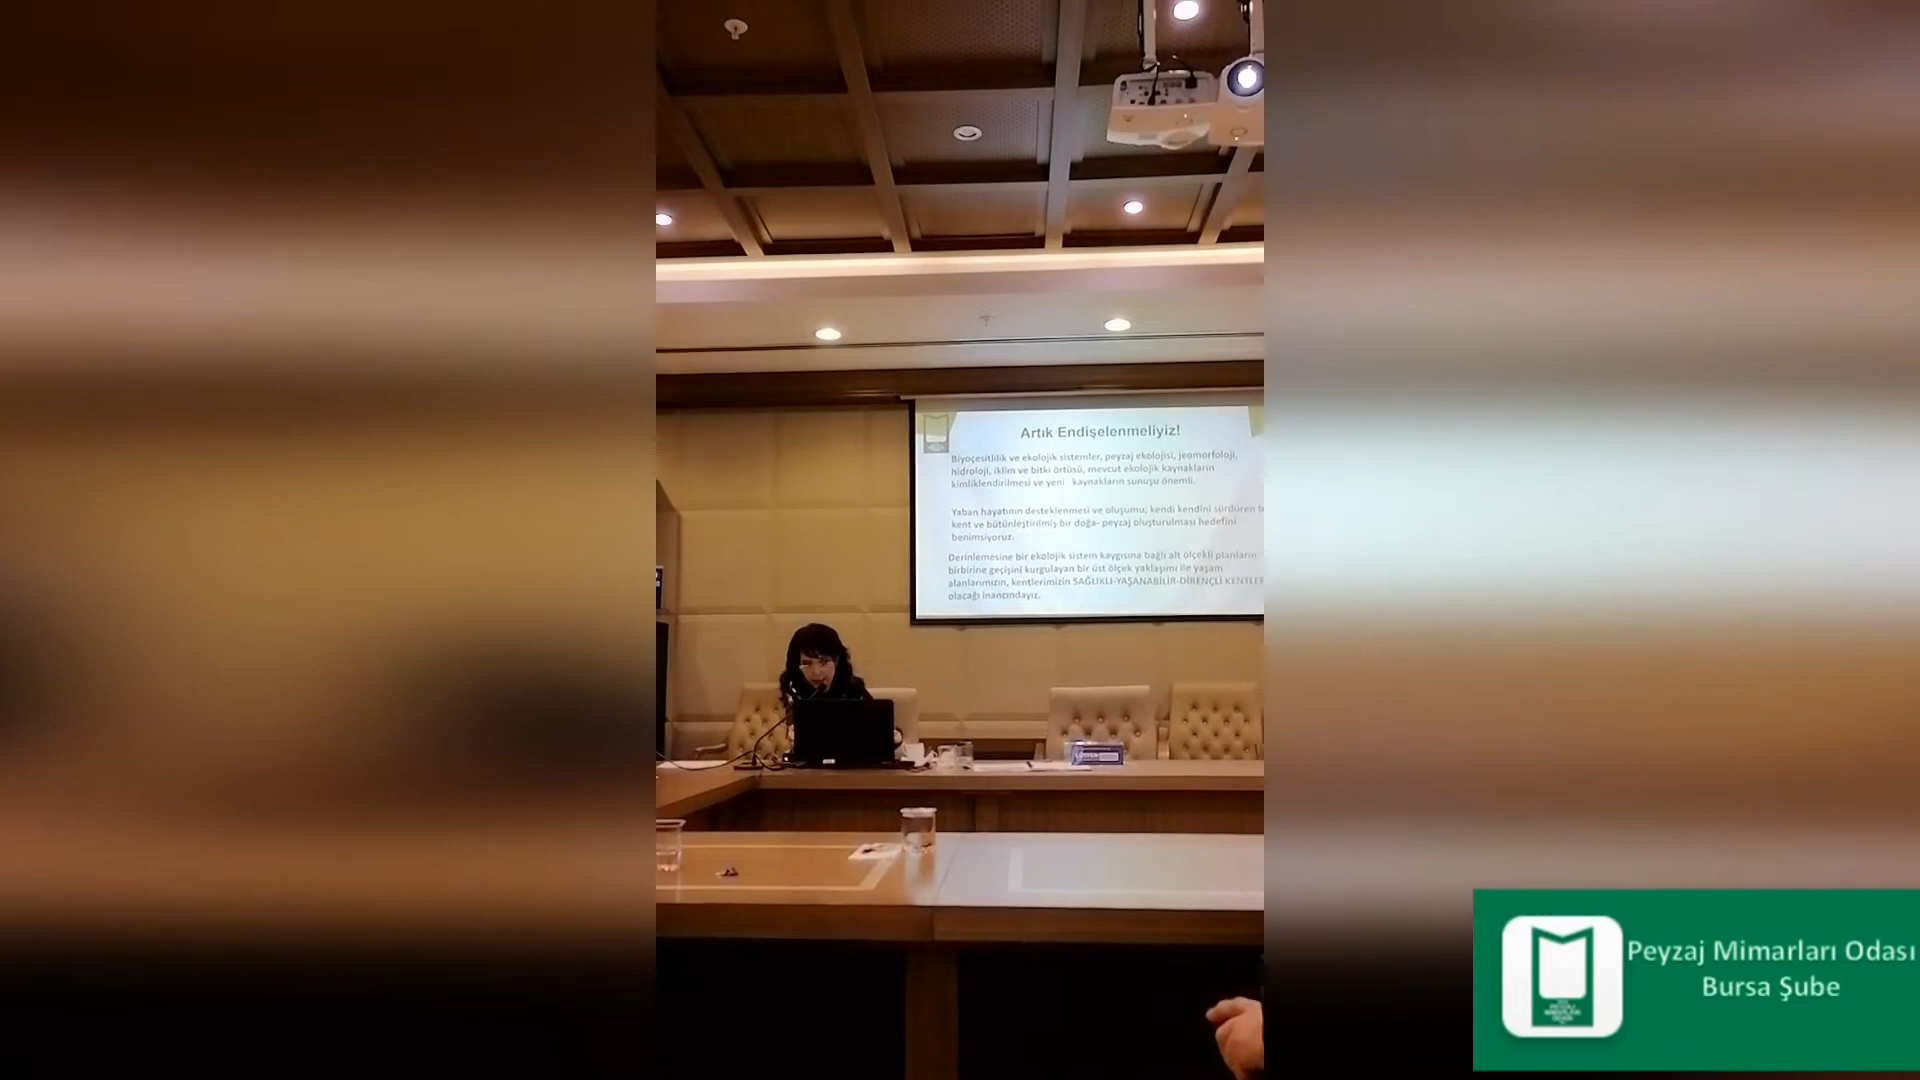 Artık Endişelenmeliyiz!
Biyoçesitlilik ve ekolojik sistemler, peyzaj ekolojisi, jeomorfoloji,
hidroloji, iklim ve bitki örtüsü, mevcut ekolojik kaynakların
kimliklendirilmesi ve yeni kaynakların sunuşu önemli.
Yaban hayatının desteklenmesi ve oluşumu, kendi kendini sürdüren
kent ve bütünleştirilmiş bir doğa- peyzaj oluşturulması hedefini
benimsiyoruz.
Derinlemesine bir ekolojik sistem kaygısına bağlı alt ölçekli planların
birbirine geçişini kurgulayan bir üst ölçek yaklaşımı ile yaşam
alanlarımızın, kentlerimizin SAĞLIKLI-YAŞANABİLİR-DİRENÇLİ KENTLER
olacağı inancındayız.
Peyzaj Mimarları Odası
Bursa Şube